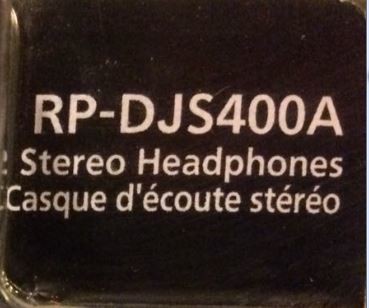 RP-DJS400A
Stereo Headphones
Casque d'écoute stéréo